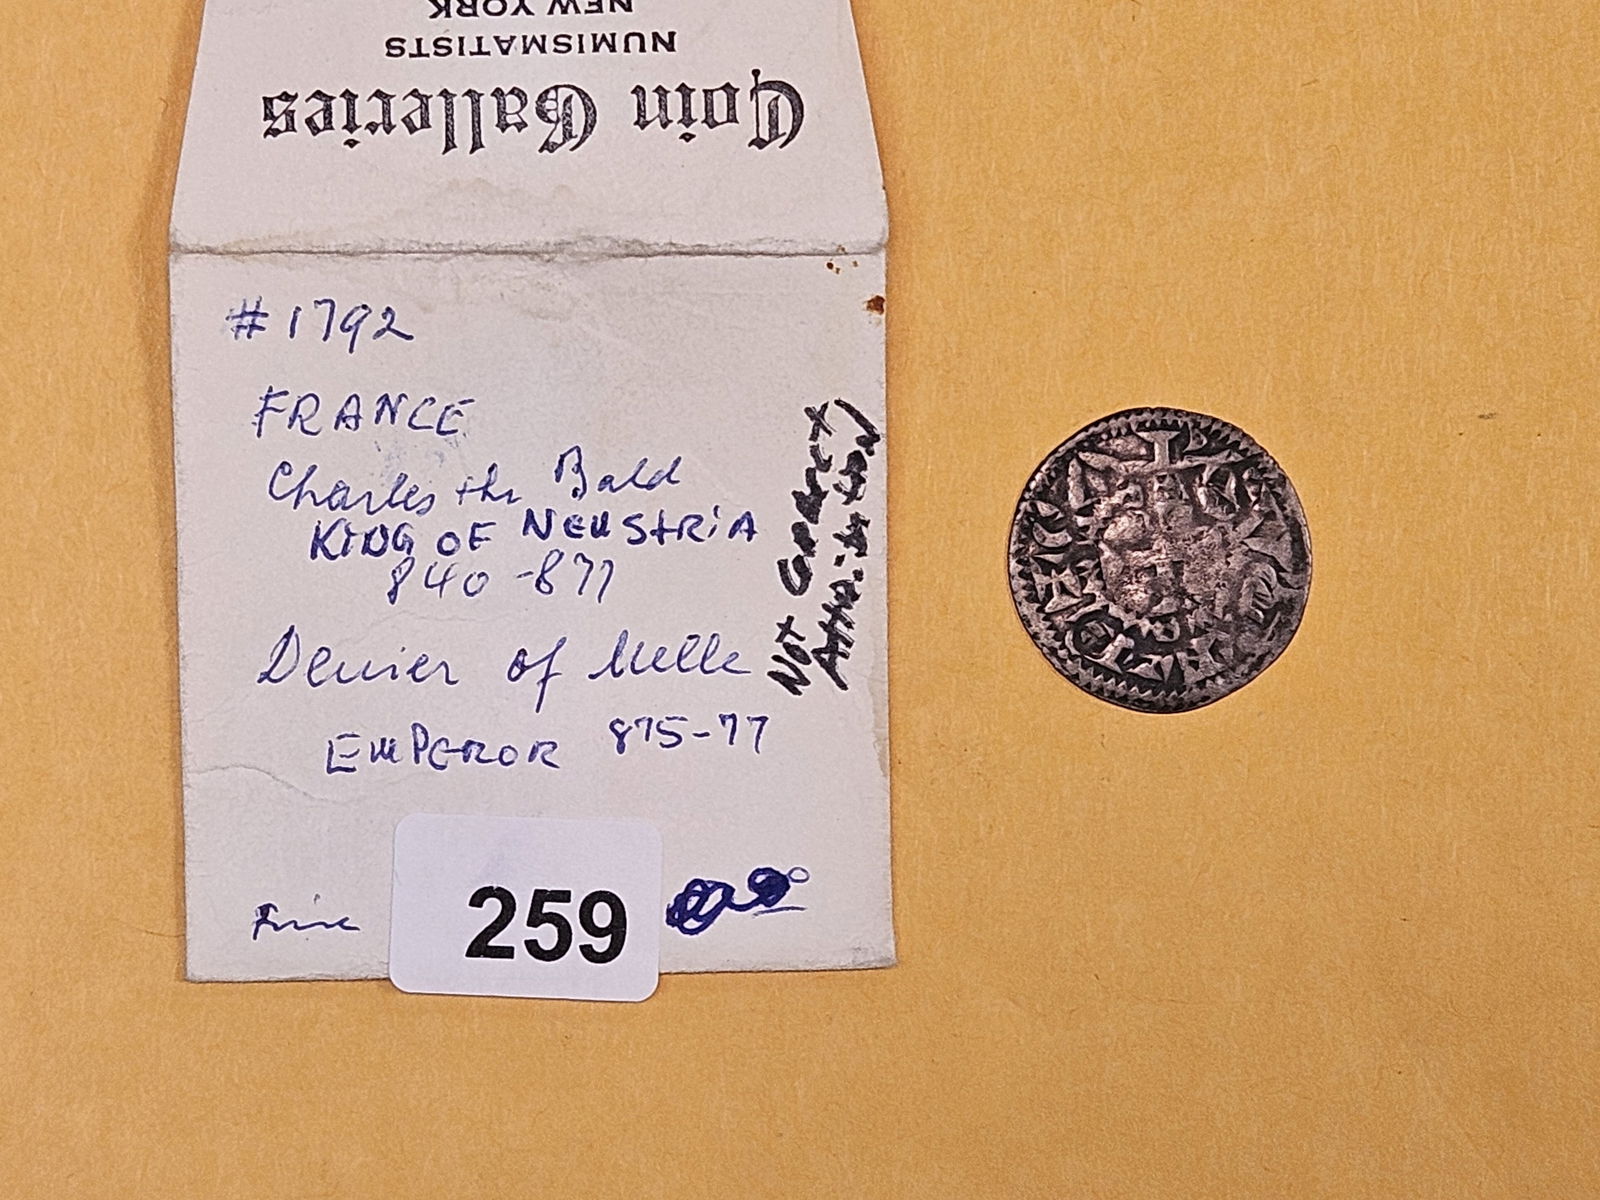 NEW YORK
NUMISMATISTS
Coin Galleries
#1792
FRANCE
Charles the Bald
KING OF NEUSTRIA
840-877
Denier of Melle
EMPEROR 875-77
Not Correct
Fine
259